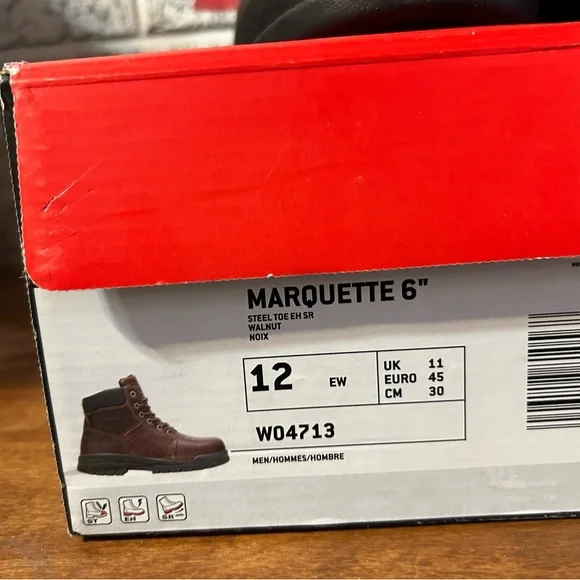 MARQUETTE 6"
STEEL TOE EH SR
WALNUT
NOIX
12 EW
UK 11
EURO 45
CM 30
W04713
MEN/HOMMES/HOMBRE
ST EH SR